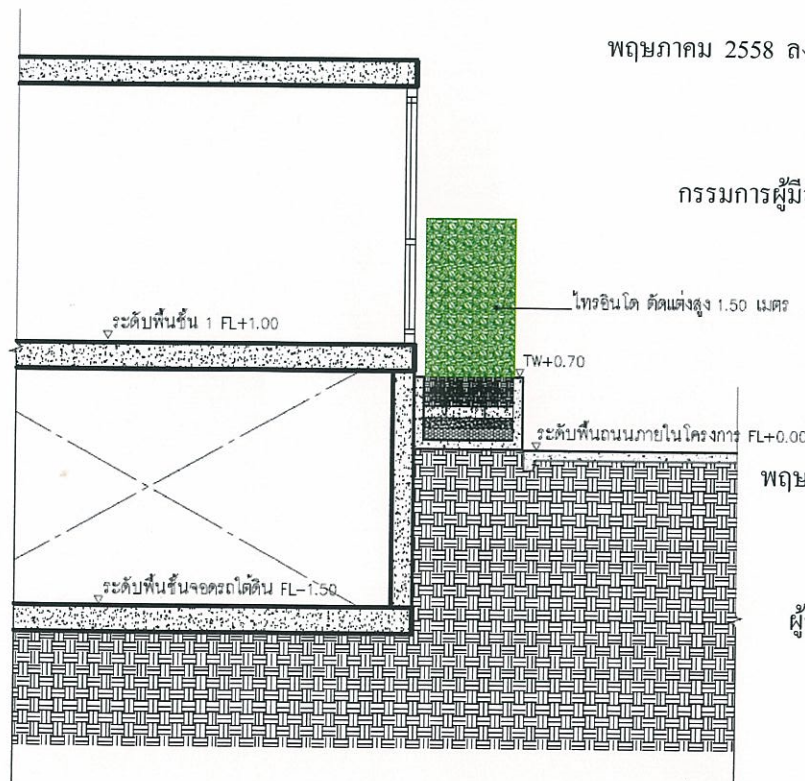 พฤษภาคม 2558
กรรมการผู้มี
ไทรอินโด ตัดแต่งสูง 1.50 เมตร
ระดับพื้นชั้น 1 FL+1.00
TW+0.70
ระดับพื้นถนนภายในโครงการ FL+0.00
ระดับพื้นชั้นจอดรถใต้ดิน FL-1.50